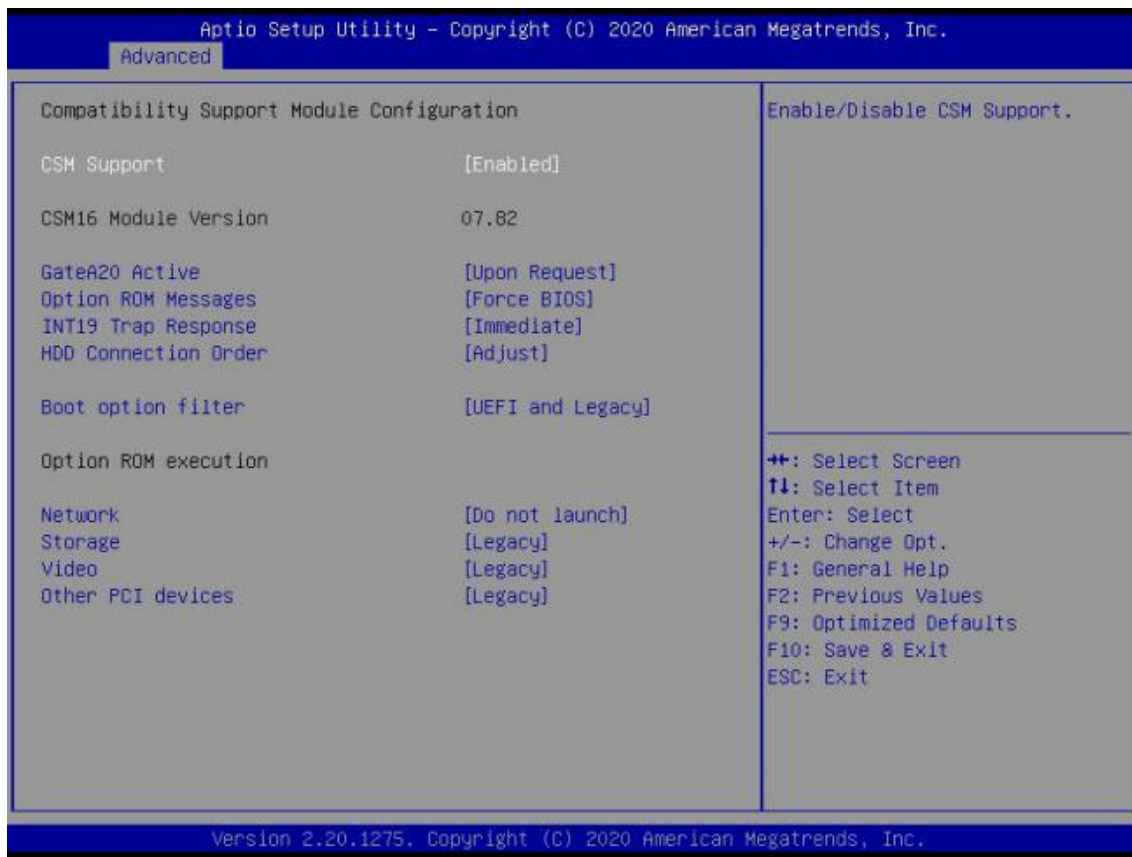 Aptio Setup Utility – Copyright (C) 2020 American Megatrends, Inc.
Advanced
Compatibility Support Module Configuration
CSM Support [Enabled]
CSM16 Module Version 07.82
GateA20 Active [Upon Request]
Option ROM Messages [Force BIOS]
INT19 Trap Response [Immediate]
HDD Connection Order [Adjust]
Boot option filter [UEFI and Legacy]
Option ROM execution
Network [Do not launch]
Storage [Legacy]
Video [Legacy]
Other PCI devices [Legacy]
Enable/Disable CSM Support.
→←: Select Screen
↑↓: Select Item
Enter: Select
+/-: Change Opt.
F1: General Help
F2: Previous Values
F9: Optimized Defaults
F10: Save & Exit
ESC: Exit
Version 2.20.1275. Copyright (C) 2020 American Megatrends, Inc.